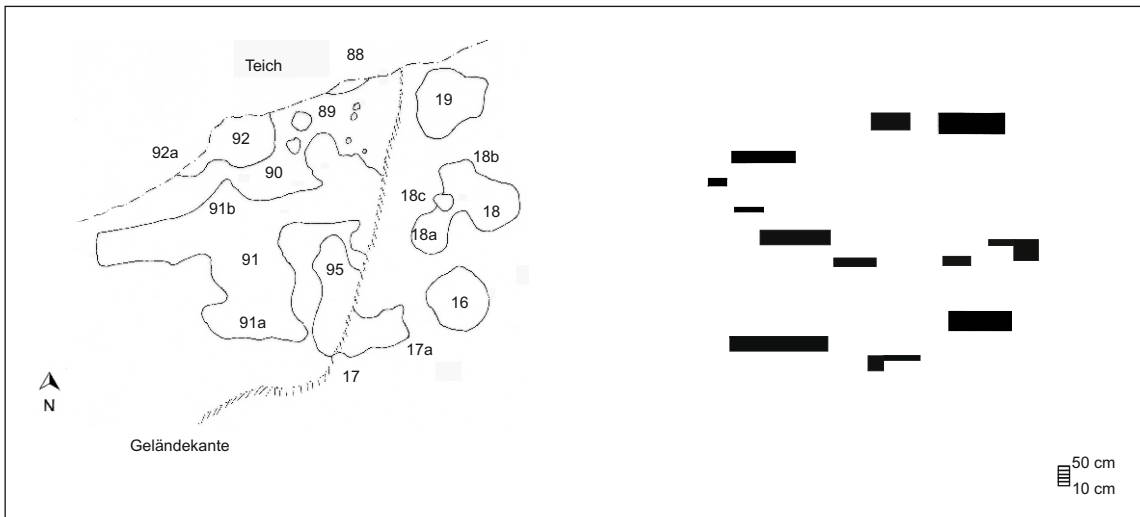 88
Teich
19
89
92
92a
18b
90
18c
91b
18
18a
91
95
16
91a
17a
17
N
Geländekante
50 cm
10 cm